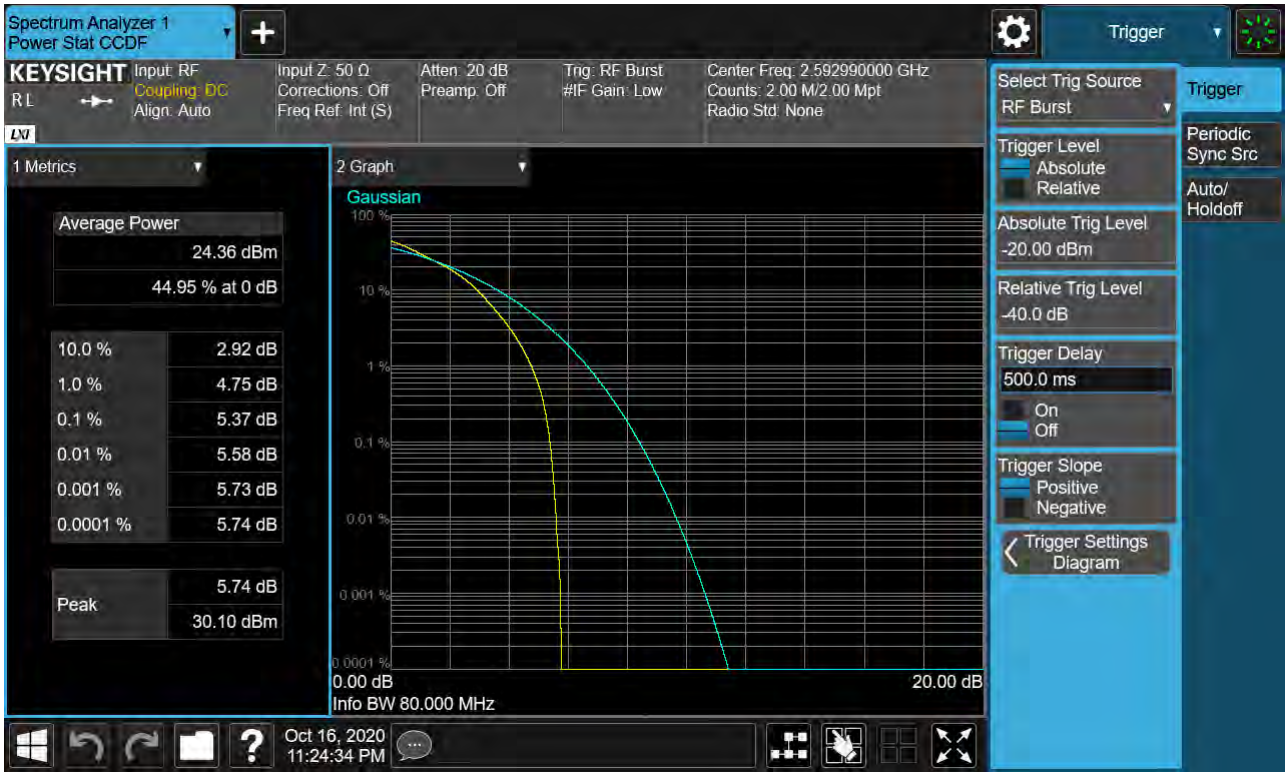 Spectrum Analyzer 1
Power Stat CCDF
+
Trigger
KEYSIGHT
RL
LXI
Input: RF
Coupling: DC
Align: Auto
Input Z: 50 Ω
Corrections: Off
Freq Ref: Int (S)
Atten: 20 dB
Preamp: Off
Trig: RF Burst
#IF Gain: Low
Center Freq: 2.592990000 GHz
Counts: 2.00 M/2.00 Mpt
Radio Std: None
1 Metrics
Average Power
24.36 dBm
44.95 % at 0 dB
10.0 % 2.92 dB
1.0 % 4.75 dB
0.1 % 5.37 dB
0.01 % 5.58 dB
0.001 % 5.73 dB
0.0001 % 5.74 dB
Peak
5.74 dB
30.10 dBm
2 Graph
Gaussian
100 %
10 %
1 %
0.1 %
0.01 %
0.001 %
0.0001 %
0.00 dB 20.00 dB
Info BW 80.000 MHz
Select Trig Source
RF Burst
Trigger Level
Absolute
Relative
Absolute Trig Level
-20.00 dBm
Relative Trig Level
-40.0 dB
Trigger Delay
500.0 ms
On
Off
Trigger Slope
Positive
Negative
Trigger Settings
Diagram
Trigger
Periodic
Sync Src
Auto/
Holdoff
?
Oct 16, 2020
11:24:34 PM